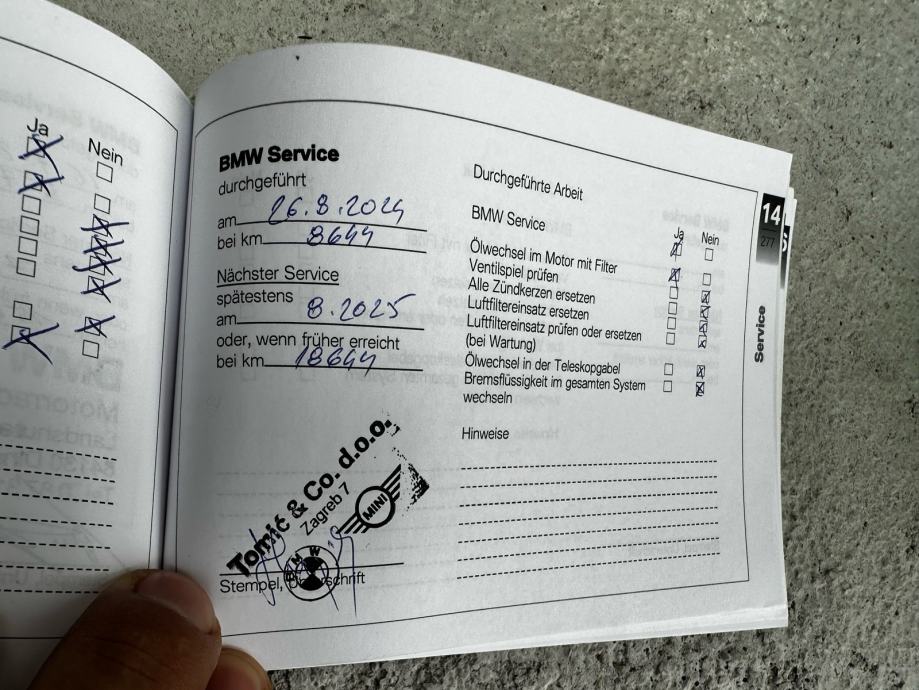 Ja
Nein
BMW Service
durchgeführt
am 26.8.2024
bei km 8644
Nächster Service
spätestens
am 8.2025
oder, wenn früher erreicht
bei km 18644
Tomić & Co. d.o.o.
Zagreb 7
MINI
BMW
Stempel, Unterschrift
Durchgeführte Arbeit
Ja Nein
BMW Service
Ölwechsel im Motor mit Filter
Ventilspiel prüfen
Alle Zündkerzen ersetzen
Luftfiltereinsatz ersetzen
Luftfiltereinsatz prüfen oder ersetzen
(bei Wartung)
Ölwechsel in der Teleskopgabel
Bremsflüssigkeit im gesamten System
wechseln
Hinweise
14
277
Service